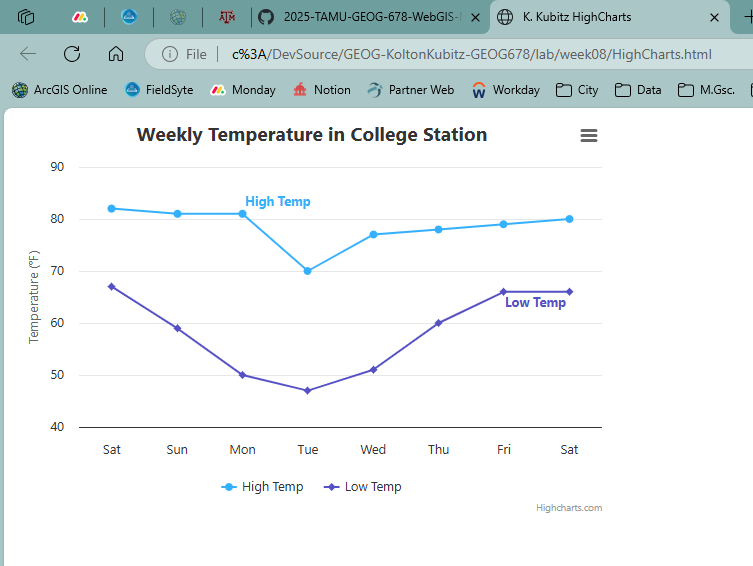 2025-TAMU-GEOG-678-WebGIS- K. Kubitz HighCharts
File c%3A/DevSource/GEOG-KoltonKubitz-GEOG678/lab/week08/HighCharts.html
ArcGIS Online FieldSyte Monday Notion Partner Web Workday City Data M.Gsc.
Weekly Temperature in College Station
90
High Temp
80
70
Temperature (°F)
Low Temp
60
50
40
Sat Sun Mon Tue Wed Thu Fri Sat
High Temp Low Temp
Highcharts.com